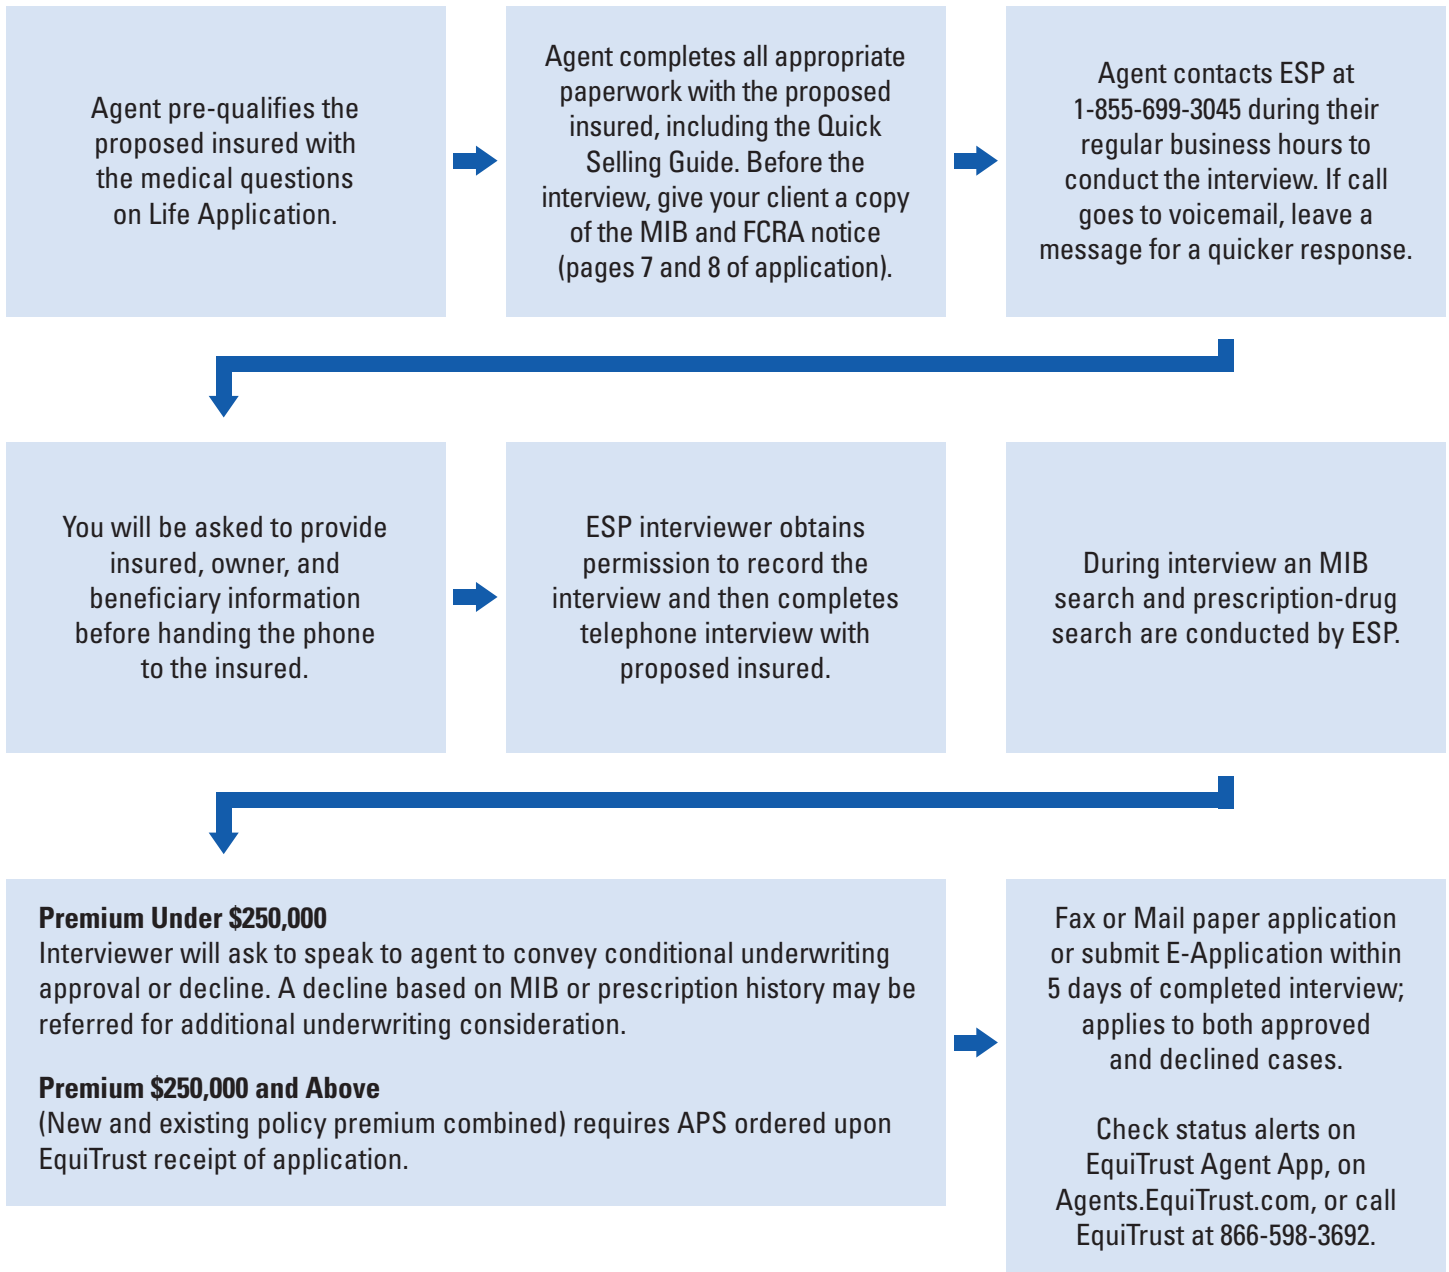 Agent pre-qualifies the
proposed insured with
the medical questions
on Life Application.
Agent completes all appropriate
paperwork with the proposed
insured, including the Quick
Selling Guide. Before the
interview, give your client a copy
of the MIB and FCRA notice
(pages 7 and 8 of application).
Agent contacts ESP at
1-855-699-3045 during their
regular business hours to
conduct the interview. If call
goes to voicemail, leave a
message for a quicker response.
You will be asked to provide
insured, owner, and
beneficiary information
before handing the phone
to the insured.
ESP interviewer obtains
permission to record the
interview and then completes
telephone interview with
proposed insured.
During interview an MIB
search and prescription-drug
search are conducted by ESP.
Premium Under $250,000
Interviewer will ask to speak to agent to convey conditional underwriting
approval or decline. A decline based on MIB or prescription history may be
referred for additional underwriting consideration.
Premium $250,000 and Above
(New and existing policy premium combined) requires APS ordered upon
EquiTrust receipt of application.
Fax or Mail paper application
or submit E-Application within
5 days of completed interview;
applies to both approved
and declined cases.
Check status alerts on
EquiTrust Agent App, on
Agents.EquiTrust.com, or call
EquiTrust at 866-598-3692.